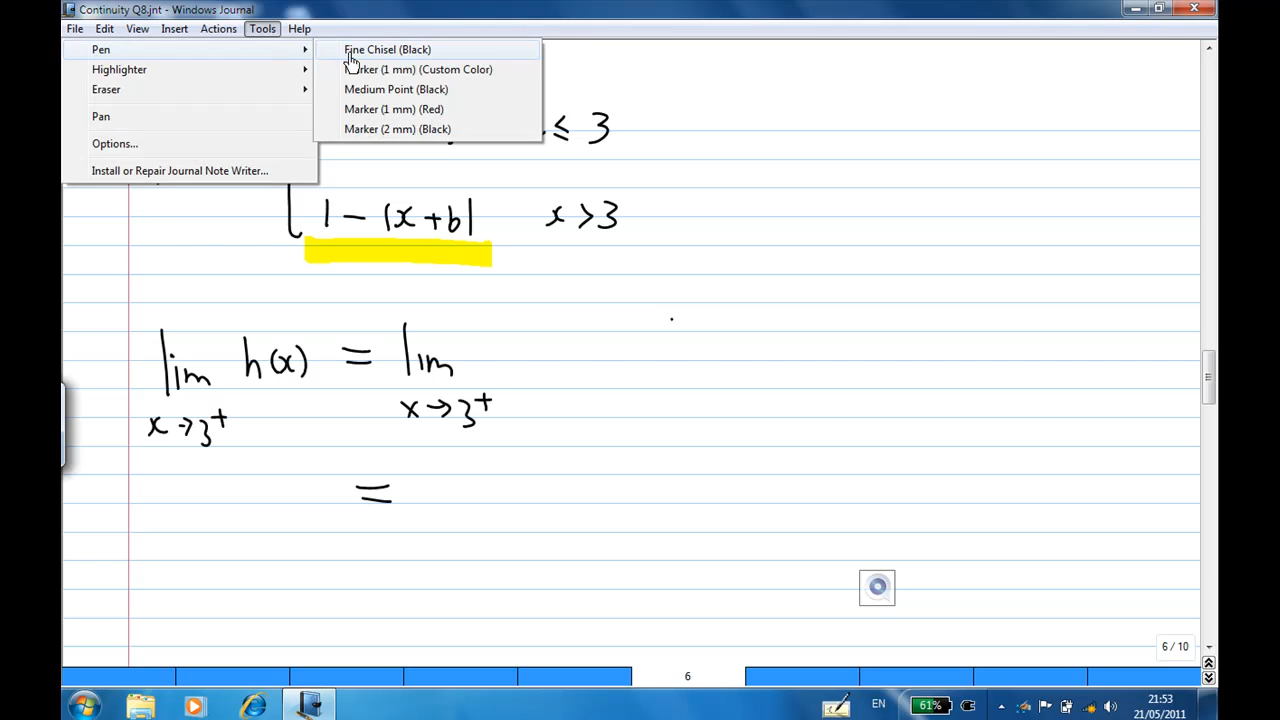 Continuity Q8.jnt - Windows Journal
File Edit View Insert Actions Tools Help
Pen
Highlighter
Eraser
Pan
Options...
Install or Repair Journal Note Writer...
Fine Chisel (Black)
Marker (1 mm) (Custom Color)
Medium Point (Black)
Marker (1 mm) (Red)
Marker (2 mm) (Black)
≤ 3
1 - |x+b| x > 3
lim h(x) = lim
x→3⁺ x→3⁺
=
6 / 10
6
EN 61% 21:53
21/05/2011